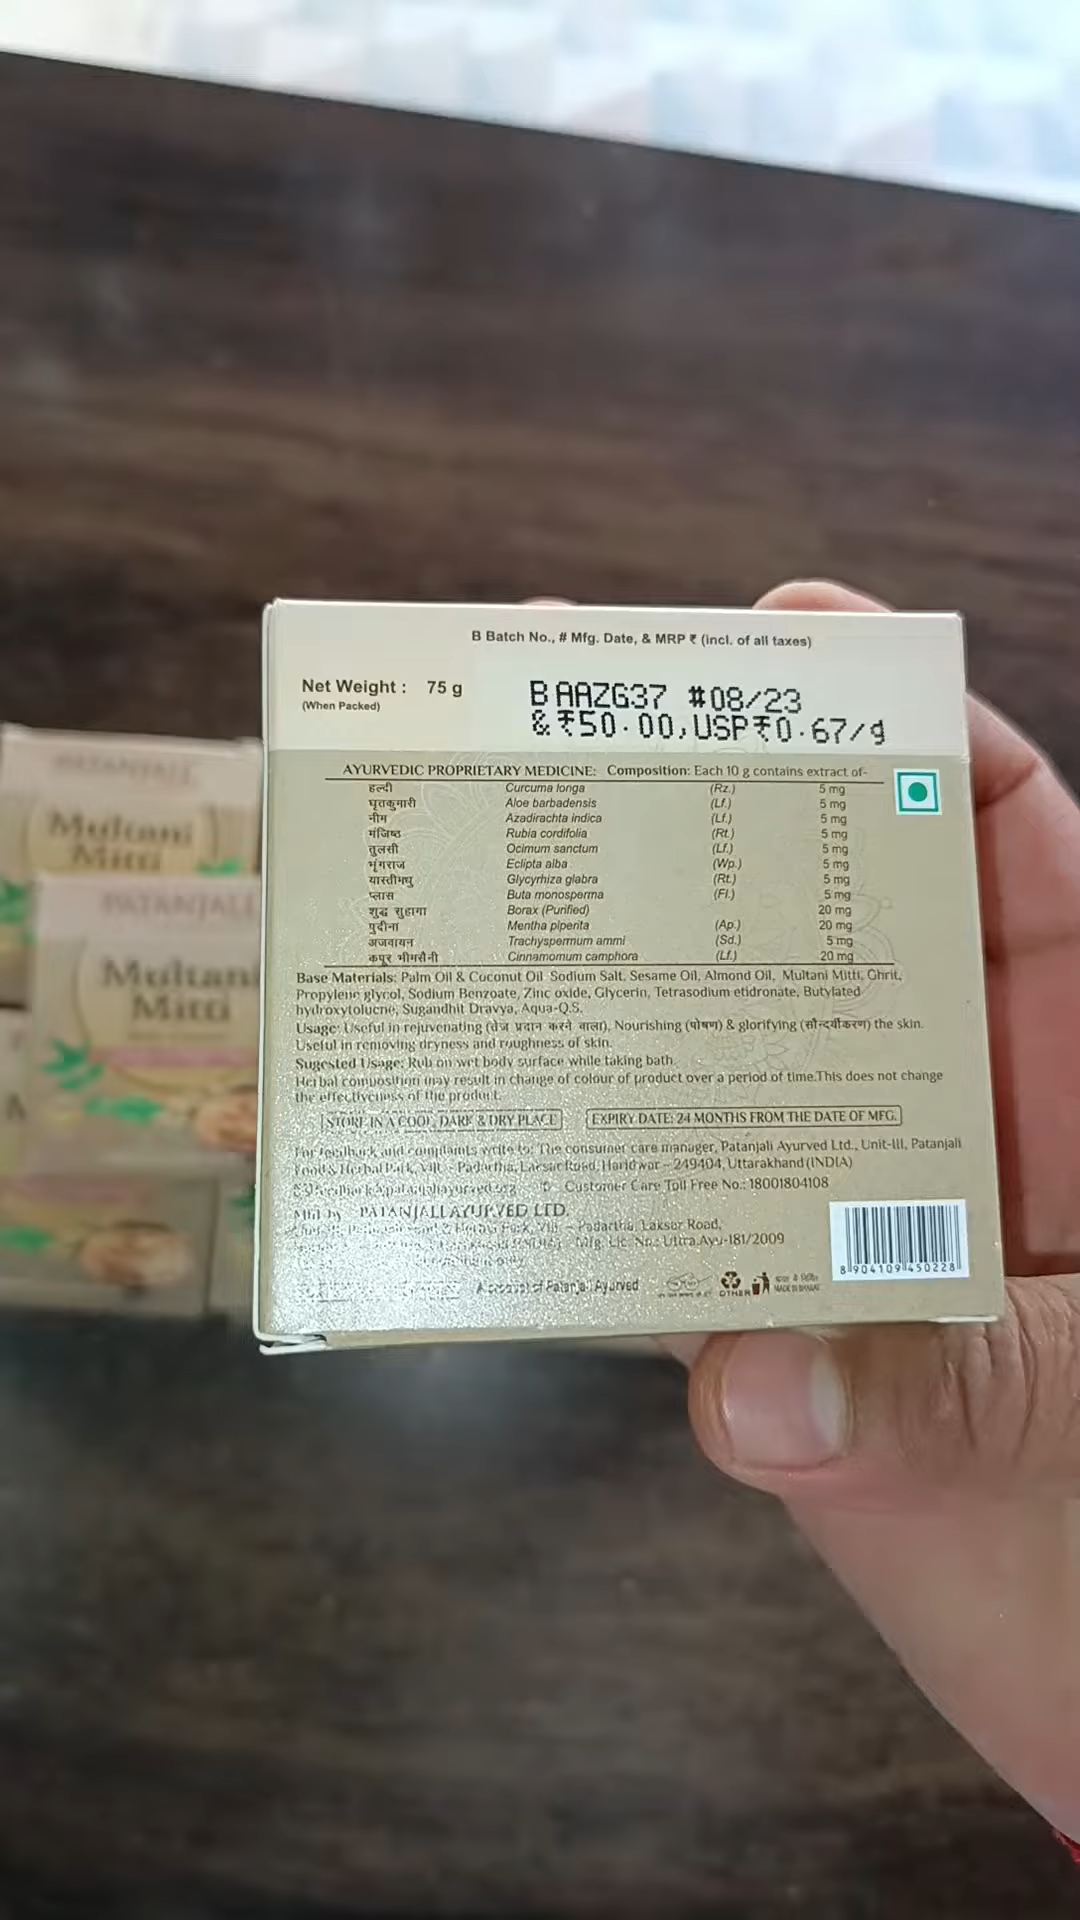 B Batch No., # Mfg. Date, & MRP ₹ (incl. of all taxes)
Net Weight : 75 g
(When Packed)
B AAZG37 #08/23
& ₹50.00, USP ₹0.67/g
AYURVEDIC PROPRIETARY MEDICINE: Composition: Each 10 g contains extract of-
हल्दी Curcuma longa (Rz.) 5 mg
घृतकुमारी Aloe barbadensis (Lf.) 5 mg
नीम Azadirachta indica (Lf.) 5 mg
मंजिष्ठ Rubia cordifolia (Rt.) 5 mg
तुलसी Ocimum sanctum (Lf.) 5 mg
भृंगराज Eclipta alba (Wp.) 5 mg
यास्तीमधु Glycyrhiza glabra (Rt.) 5 mg
प्लास Buta monosperma (Fl.) 5 mg
शुद्ध सुहागा Borax (Purified) 20 mg
पुदीना Mentha piperita (Ap.) 20 mg
अजवायन Trachyspermum ammi (Sd.) 5 mg
कपूर भीमसैनी Cinnamomum camphora (Lf.) 20 mg
Base Materials: Palm Oil & Coconut Oil Sodium Salt, Sesame Oil, Almond Oil, Multani Mitti, Ghrit,
Propylene glycol, Sodium Benzoate, Zinc oxide, Glycerin, Tetrasodium etidronate, Butylated
hydroxytoluene, Sugandhit Dravya, Aqua-Q.S.
Usage: Useful in rejuvenating (तेज प्रदान करने वाला), Nourishing (पोषण) & glorifying (सौन्दर्यीकरण) the skin.
Useful in removing dryness and roughness of skin.
Sugested Usage: Rub on wet body surface while taking bath.
Herbal composition may result in change of colour of product over a period of time.This does not change
the effectiveness of the product.
STORE IN A COOL, DARK & DRY PLACE EXPIRY DATE: 24 MONTHS FROM THE DATE OF MFG.
For feedback and complaints write to: The consumer care manager, Patanjali Ayurved Ltd., Unit-III, Patanjali
Food & Herbal Park, Vill. - Padartha, Laksar Road, Haridwar - 249404, Uttarakhand (INDIA)
Customer Care Toll Free No.: 18001804108
Mfd by PATANJALI AYURVED LTD.
Padartha, Laksar Road,
Mfg. Lic. No.: Uttra.Ayu-181/2009
A product of Patanjali Ayurved
OTHER
MADE IN BHARAT
8 904109 450228
PATANJALI
Multani
Mitti
PATANJALI
Multani
Mitti